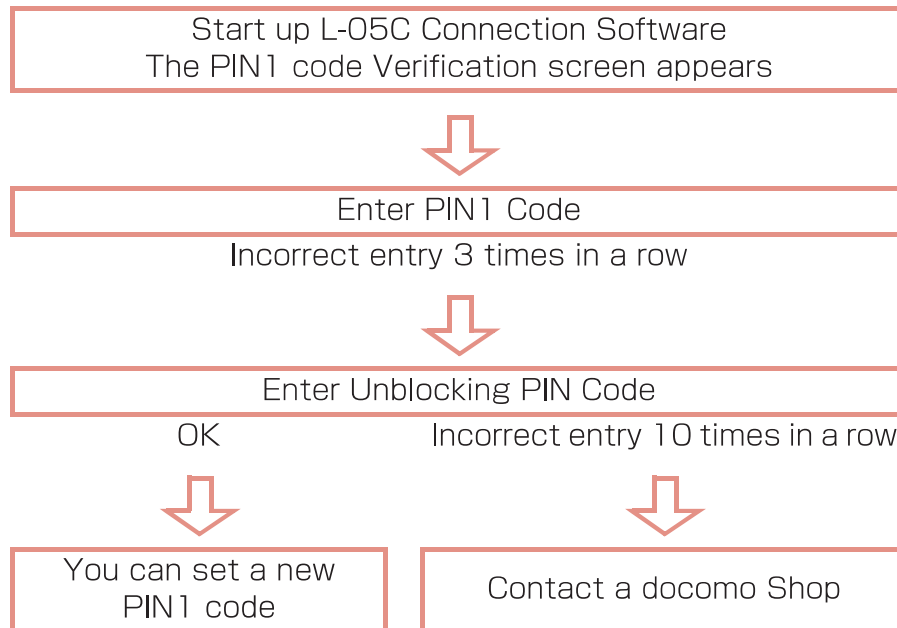 Start up L-05C Connection Software
The PIN1 code Verification screen appears
Enter PIN1 Code
Incorrect entry 3 times in a row
Enter Unblocking PIN Code
OK
Incorrect entry 10 times in a row
You can set a new
PIN1 code
Contact a docomo Shop